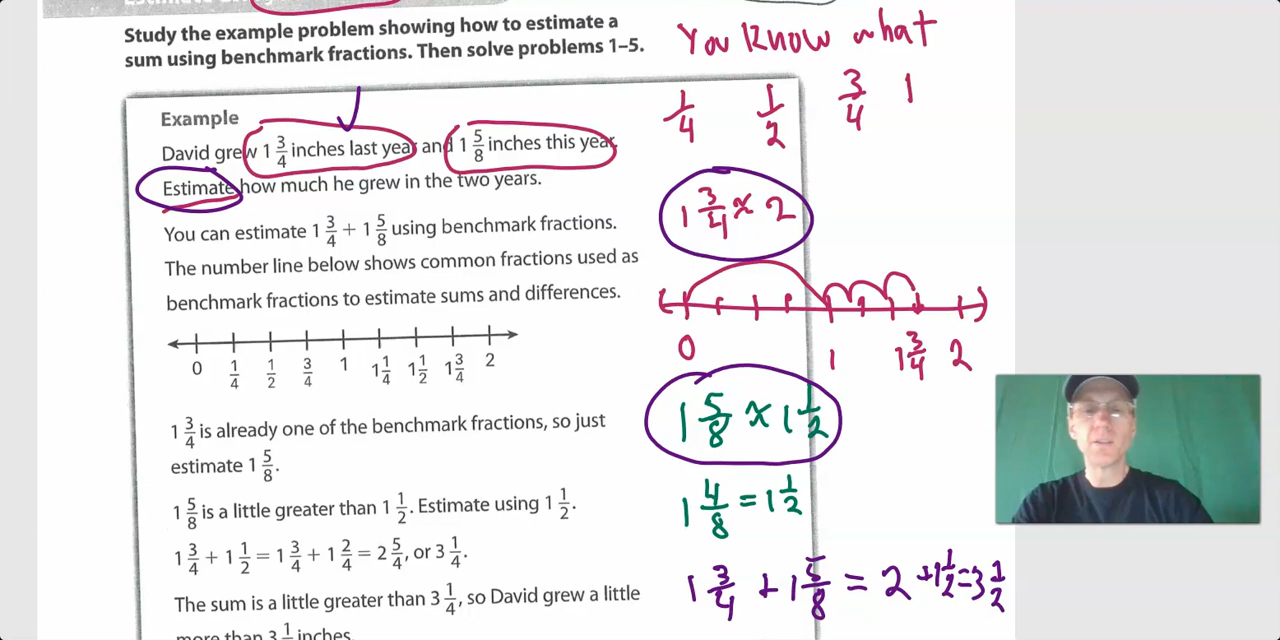 Study the example problem showing how to estimate a
sum using benchmark fractions. Then solve problems 1–5.
Example
David grew 1 3/4 inches last year and 1 5/8 inches this year.
Estimate how much he grew in the two years.
You can estimate 1 3/4 + 1 5/8 using benchmark fractions.
The number line below shows common fractions used as
benchmark fractions to estimate sums and differences.
0 1/4 1/2 3/4 1 1 1/4 1 1/2 1 3/4 2
1 3/4 is already one of the benchmark fractions, so just
estimate 1 5/8.
1 5/8 is a little greater than 1 1/2. Estimate using 1 1/2.
1 3/4 + 1 1/2 = 1 3/4 + 1 2/4 = 2 5/4, or 3 1/4.
The sum is a little greater than 3 1/4, so David grew a little
more than 3 1/4 inches.
You know what
1/4 1/2 3/4 1
1 3/4 ≈ 2
0 1 1 3/4 2
1 5/8 ≈ 1 1/2
1 4/8 = 1 1/2
1 3/4 + 1 5/8 = 2 + 1 1/2 = 3 1/2